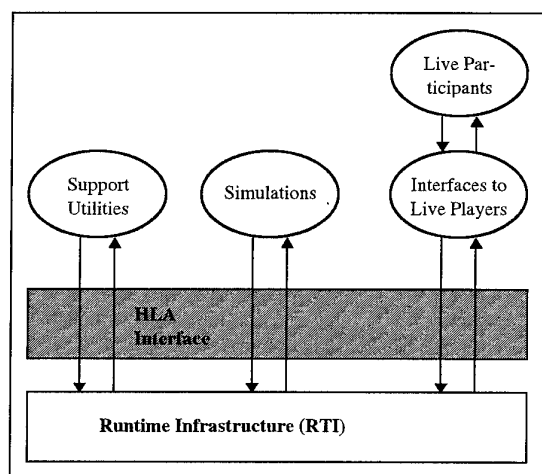 Live Par-
ticipants
Support
Utilities
Simulations
Interfaces to
Live Players
HLA
Interface
Runtime Infrastructure (RTI)